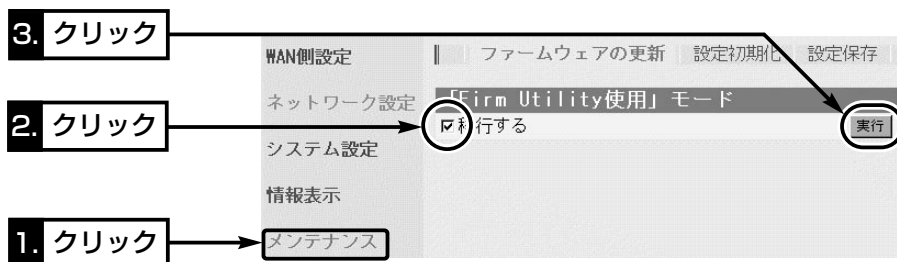 3. クリック
WAN側設定
ファームウェアの更新 設定初期化 設定保存
ネットワーク設定
「Firm Utility使用」モード
2. クリック
移行する
実行
システム設定
情報表示
1. クリック
メンテナンス